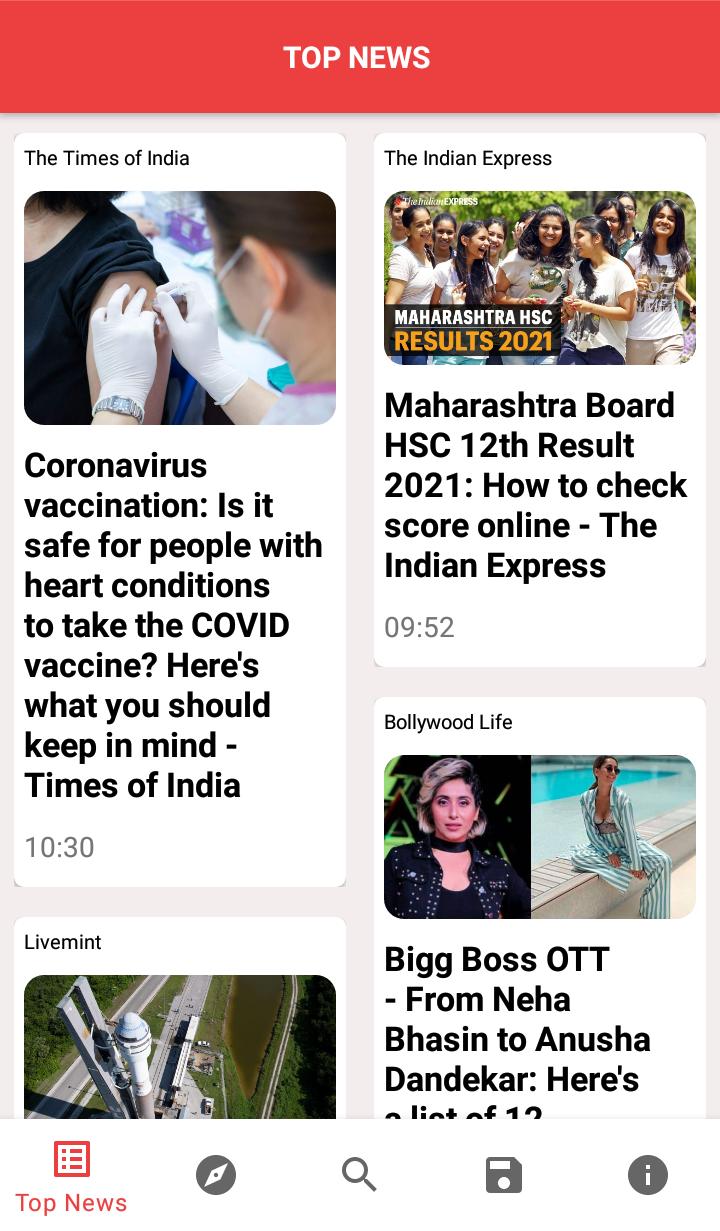 TOP NEWS
The Times of India
Coronavirus
vaccination: Is it
safe for people with
heart conditions
to take the COVID
vaccine? Here's
what you should
keep in mind -
Times of India
10:30
Livemint
The Indian Express
The Indian EXPRESS
MAHARASHTRA HSC
RESULTS 2021
Maharashtra Board
HSC 12th Result
2021: How to check
score online - The
Indian Express
09:52
Bollywood Life
Bigg Boss OTT
- From Neha
Bhasin to Anusha
Dandekar: Here's
a list of 12
Top News